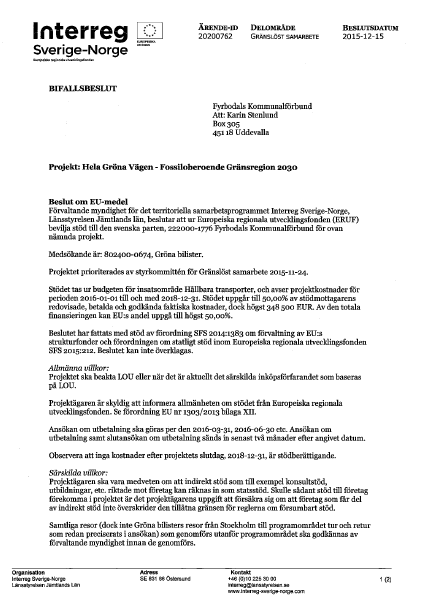 Interreg
Sverige-Norge
Europeiska regionala utvecklingsfonden
EUROPEISKA
UNIONEN
ÄRENDE-ID
20200762
DELOMRÅDE
GRÄNSLÖST SAMARBETE
BESLUTSDATUM
2015-12-15
BIFALLSBESLUT
Fyrbodals Kommunalförbund
Att: Karin Stenlund
Box 305
451 18 Uddevalla
Projekt: Hela Gröna Vägen - Fossiloberoende Gränsregion 2030
Beslut om EU-medel
Förvaltande myndighet för det territoriella samarbetsprogrammet Interreg Sverige-Norge,
Länsstyrelsen Jämtlands län, beslutar att ur Europeiska regionala utvecklingsfonden (ERUF)
bevilja stöd till den svenska parten, 222000-1776 Fyrbodals Kommunalförbund för ovan
nämnda projekt.
Medsökande är: 802400-0674, Gröna bilister.
Projektet prioriterades av styrkommittén för Gränslöst samarbete 2015-11-24.
Stödet tas ur budgeten för insatsområde Hållbara transporter, och avser projektkostnader för
perioden 2016-01-01 till och med 2018-12-31. Stödet uppgår till 50,00% av stödmottagarens
redovisade, betalda och godkända faktiska kostnader, dock högst 348 500 EUR. Av den totala
finansieringen kan EU:s andel uppgå till högst 50,00%.
Beslutet har fattats med stöd av förordning SFS 2014:1383 om förvaltning av EU:s
strukturfonder och förordningen om statligt stöd inom Europeiska regionala utvecklingsfonden
SFS 2015:212. Beslutet kan inte överklagas.
Allmänna villkor:
Projektet ska beakta LOU eller när det är aktuellt det särskilda inköpsförfarandet som baseras
på LOU.
Projektägaren är skyldig att informera allmänheten om stödet från Europeiska regionala
utvecklingsfonden. Se förordning EU nr 1303/2013 bilaga XII.
Ansökan om utbetalning ska göras per den 2016-03-31, 2016-06-30 etc. Ansökan om
utbetalning samt slutansökan om utbetalning sänds in senast två månader efter angivet datum.
Observera att inga kostnader efter projektets slutdag, 2018-12-31, är stödberättigande.
Särskilda villkor:
Projektägaren ska vara medveten om att indirekt stöd som till exempel konsultstöd,
utbildningar, etc. riktade mot företag kan räknas in som statsstöd. Skulle sådant stöd till företag
förekomma i projektet är det projektägarens uppgift att försäkra sig om att företag som får del
av indirekt stöd inte överskrider den tillåtna gränsen för reglerna om försumbart stöd.
Samtliga resor (dock inte Gröna bilisters resor från Stockholm till programområdet tur och retur
som redan preciserats i ansökan) som genomförs utanför programområdet ska godkännas av
förvaltande myndighet innan de genomförs.
Organisation
Interreg Sverige-Norge
Länsstyrelsen Jämtlands Län
Adress
SE 831 86 Östersund
Kontakt
+46 (0)10 225 30 00
interreg@lansstyrelsen.se
www.interreg-sverige-norge.com
1 (2)